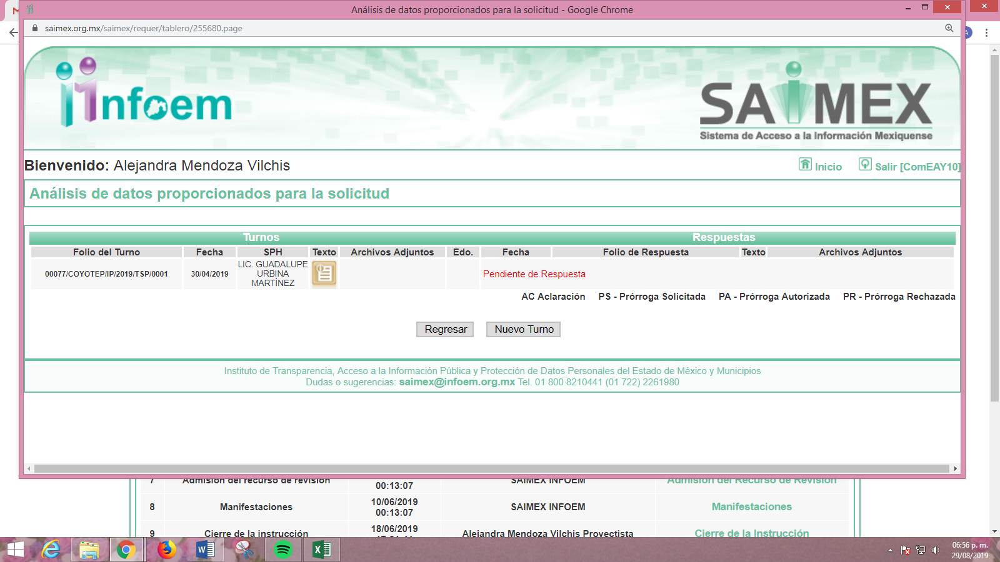 Análisis de datos proporcionados para la solicitud - Google Chrome
saimex.org.mx/saimex/requer/tablero/255680.page
infoem
SAIMEX
Sistema de Acceso a la Información Mexiquense
Bienvenido: Alejandra Mendoza Vilchis
Inicio
Salir [ComEAY10]
Análisis de datos proporcionados para la solicitud
Turnos Respuestas
Folio del Turno Fecha SPH Texto Archivos Adjuntos Edo. Fecha Folio de Respuesta Texto Archivos Adjuntos
00077/COYOTEP/IP/2019/TSP/0001 30/04/2019 LIC. GUADALUPE
URBINA
MARTÌNEZ
Pendiente de Respuesta
AC Aclaración PS - Prórroga Solicitada PA - Prórroga Autorizada PR - Prórroga Rechazada
Regresar Nuevo Turno
Instituto de Transparencia, Acceso a la Información Pública y Protección de Datos Personales del Estado de México y Municipios
Dudas o sugerencias: saimex@infoem.org.mx Tel. 01 800 8210441 (01 722) 2261980
7 Admisión del recurso de revisión 00:13:07 SAIMEX INFOEM Admisión del Recurso de Revisión
8 Manifestaciones 10/06/2019
00:13:07 SAIMEX INFOEM Manifestaciones
9 Cierre de la instrucción 18/06/2019
Alejandra Mendoza Vilchis Proyectista Cierre de la Instrucción
06:56 p. m.
29/08/2019